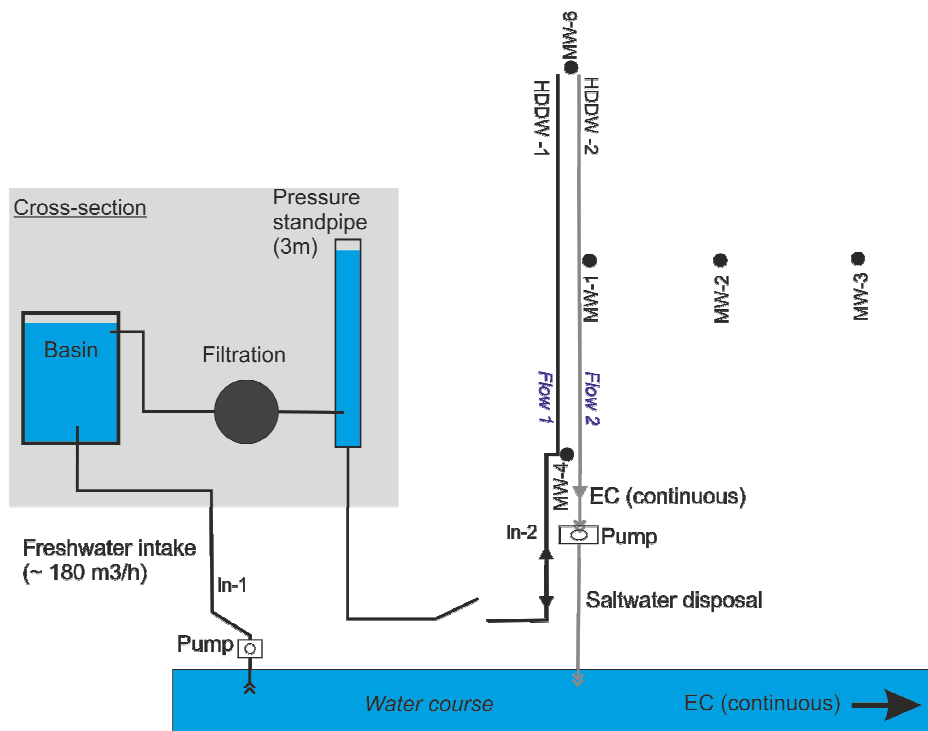 MW-9
HDDW -1
HDDW -2
Cross-section
Pressure
standpipe
(3m)
MW-1
MW-2
MW-3
Basin
Filtration
Flow 1
Flow 2
MW-4
EC (continuous)
In-2
Pump
Freshwater intake
(~ 180 m3/h)
In-1
Saltwater disposal
Pump
Water course
EC (continuous)